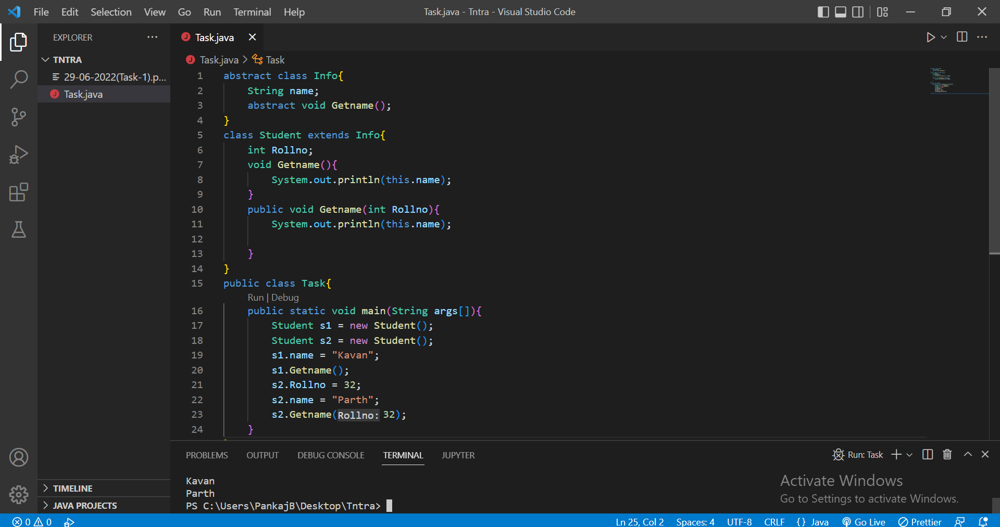 File Edit Selection View Go Run Terminal Help
Task.java - Tntra - Visual Studio Code
EXPLORER
TNTRA
29-06-2022(Task-1).p...
Task.java
Task.java
Task.java > Task
1 abstract class Info{
2 String name;
3 abstract void Getname();
4 }
5 class Student extends Info{
6 int Rollno;
7 void Getname(){
8 System.out.println(this.name);
9 }
10 public void Getname(int Rollno){
11 System.out.println(this.name);
12
13 }
14 }
15 public class Task{
Run | Debug
16 public static void main(String args[]){
17 Student s1 = new Student();
18 Student s2 = new Student();
19 s1.name = "Kavan";
20 s1.Getname();
21 s2.Rollno = 32;
22 s2.name = "Parth";
23 s2.Getname(Rollno: 32);
24 }
PROBLEMS OUTPUT DEBUG CONSOLE TERMINAL JUPYTER
Run: Task
Kavan
Parth
PS C:\Users\PankajB\Desktop\Tntra>
Activate Windows
Go to Settings to activate Windows.
TIMELINE
JAVA PROJECTS
0 0
Ln 25, Col 2 Spaces: 4 UTF-8 CRLF {} Java Go Live Prettier